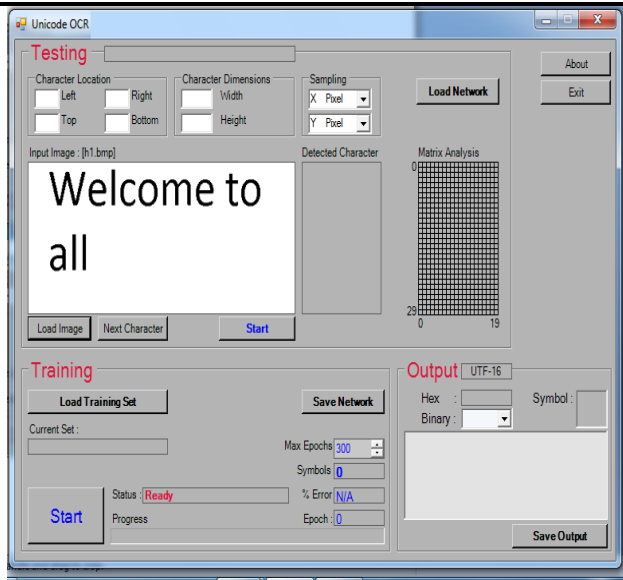 Unicode OCR
Testing
About
Exit
Character Location
Left
Right
Top
Bottom
Character Dimensions
Width
Height
Sampling
X Pixel
Y Pixel
Load Network
Input Image : [h1.bmp]
Detected Character
Matrix Analysis
Welcome to
all
0
29
0 19
Load Image
Next Character
Start
Training
Load Training Set
Save Network
Current Set :
Max Epochs 300
Symbols 0
Status : Ready
% Error N/A
Start
Progress
Epoch : 0
Output UTF-16
Hex :
Symbol :
Binary :
Save Output